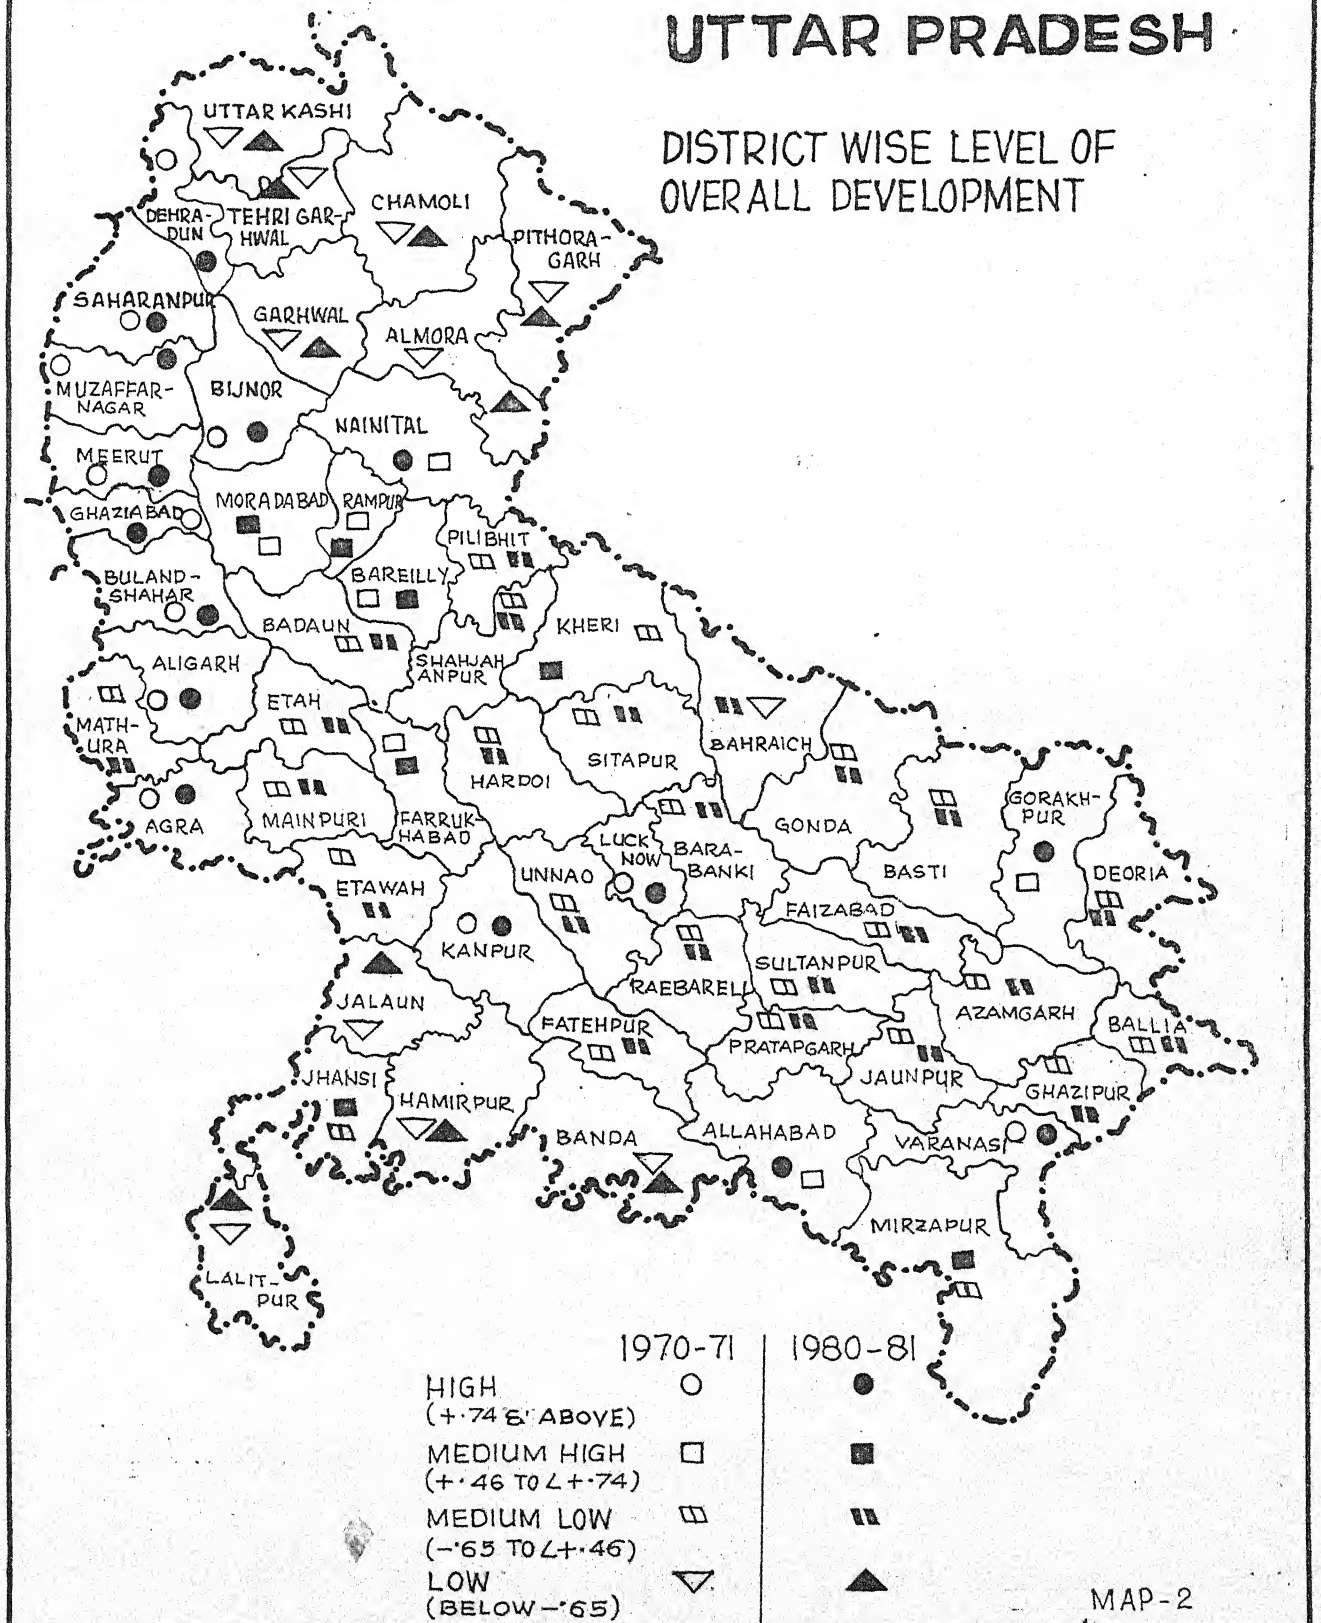 UTTAR PRADESH
DISTRICT WISE LEVEL OF
OVERALL DEVELOPMENT
UTTAR KASHI
DEHRA-
DUN
TEHRI GAR-
HWAL
CHAMOLI
PITHORA-
GARH
SAHARANPUR
GARHWAL
ALMORA
MUZAFFAR-
NAGAR
BIJNOR
NAINITAL
MEERUT
GHAZIABAD
MORADABAD
RAMPUR
PILIBHIT
BULAND-
SHAHAR
BAREILLY
BADAUN
KHERI
SHAHJAH
ANPUR
ALIGARH
ETAH
MATH-
URA
BAHRAICH
SITAPUR
HARDOI
AGRA
MAINPURI
FARRUK-
HABAD
GONDA
GORAKH-
PUR
LUCK
NOW
BARA-
BANKI
BASTI
DEORIA
ETAWAH
UNNAO
FAIZABAD
KANPUR
RAEBARELI
SULTANPUR
JALAUN
FATEHPUR
PRATAPGARH
AZAMGARH
BALLIA
JAUNPUR
GHAZIPUR
JHANSI
HAMIRPUR
BANDA
ALLAHABAD
VARANASI
MIRZAPUR
LALIT-
PUR
1970-71 1980-81
HIGH
(+·74 & ABOVE)
MEDIUM HIGH
(+·46 TO ∠+·74)
MEDIUM LOW
(-·65 TO ∠+·46)
LOW
(BELOW -·65)
MAP-2